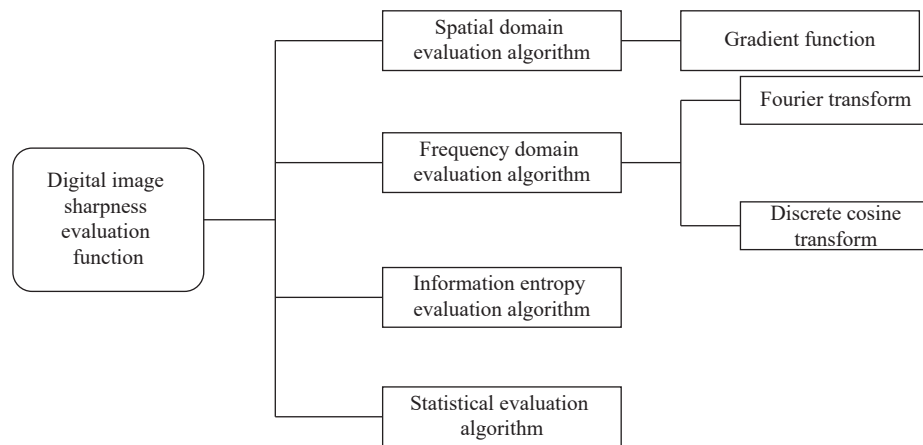 Spatial domain
evaluation algorithm
Gradient function
Fourier transform
Frequency domain
evaluation algorithm
Digital image
sharpness
evaluation
function
Discrete cosine
transform
Information entropy
evaluation algorithm
Statistical evaluation
algorithm